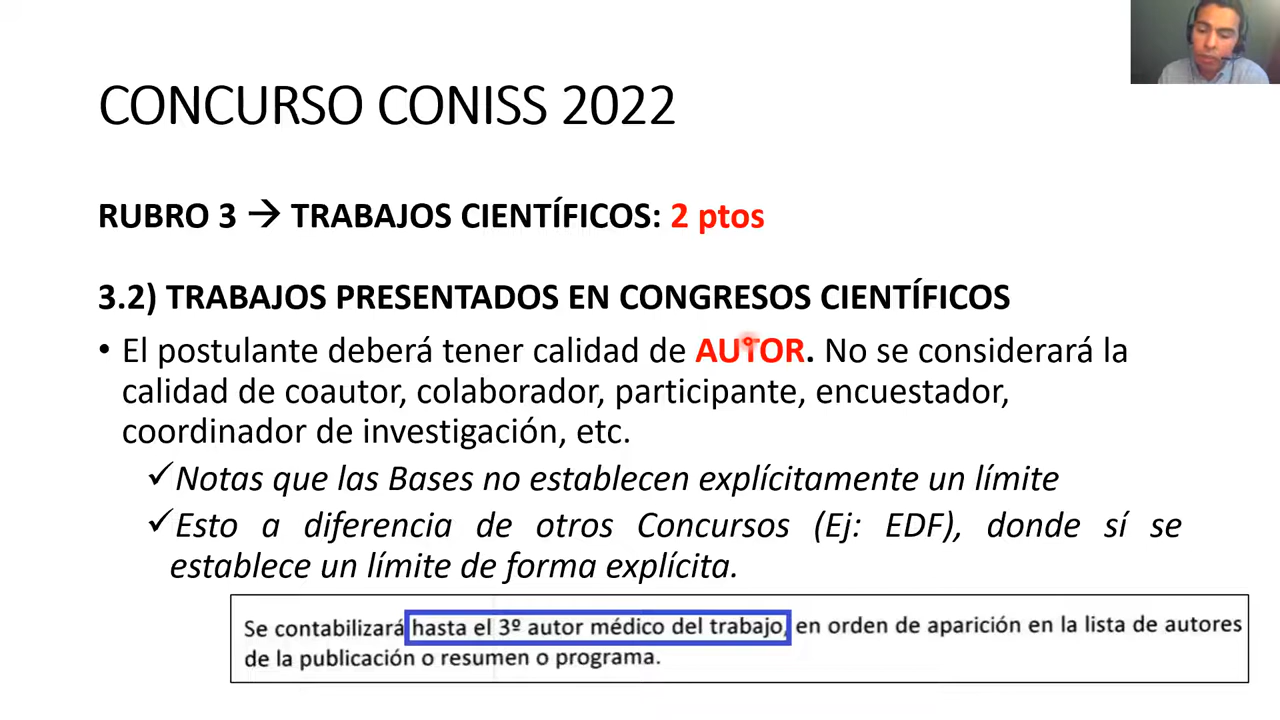 CONCURSO CONISS 2022
RUBRO 3 → TRABAJOS CIENTÍFICOS: 2 ptos
3.2) TRABAJOS PRESENTADOS EN CONGRESOS CIENTÍFICOS
• El postulante deberá tener calidad de AUTOR. No se considerará la
calidad de coautor, colaborador, participante, encuestador,
coordinador de investigación, etc.
✓Notas que las Bases no establecen explícitamente un límite
✓Esto a diferencia de otros Concursos (Ej: EDF), donde sí se
establece un límite de forma explícita.
Se contabilizará hasta el 3º autor médico del trabajo, en orden de aparición en la lista de autores
de la publicación o resumen o programa.